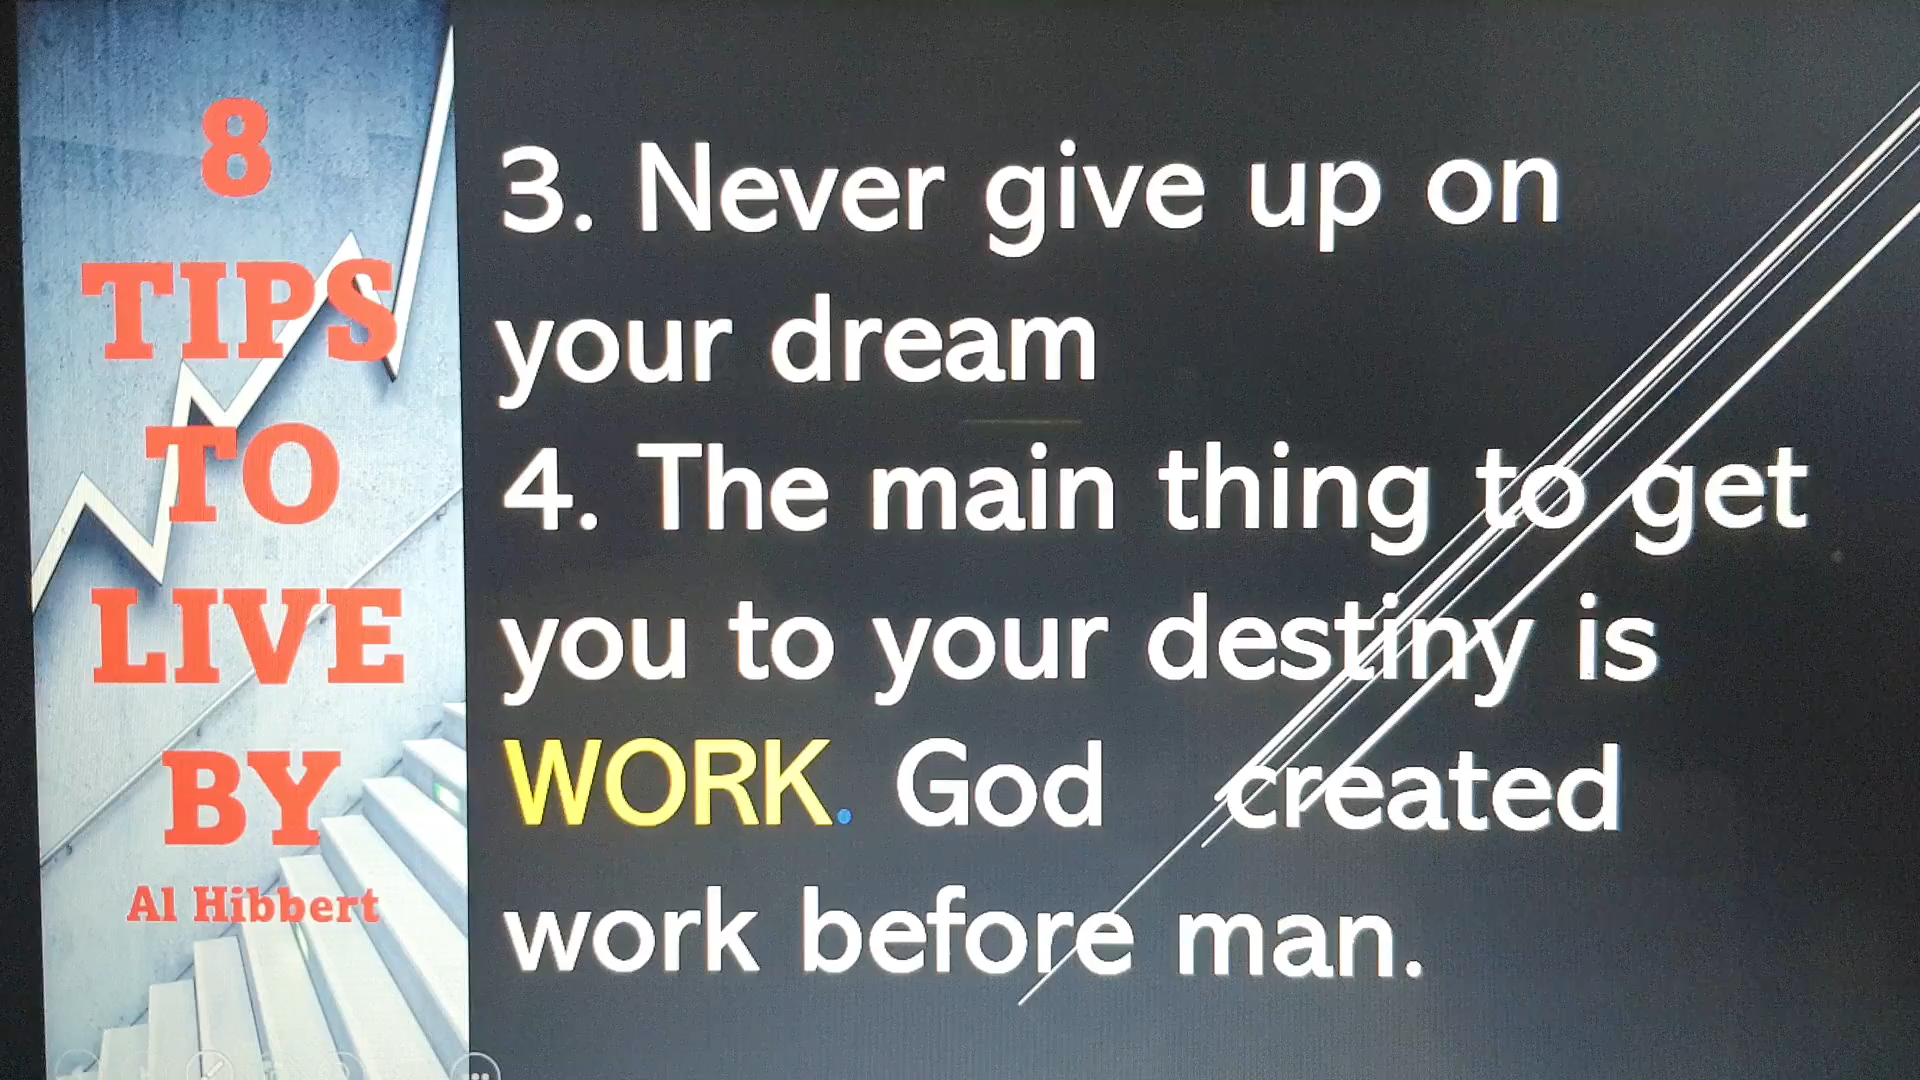 8
TIPS
TO
LIVE
BY
Al Hibbert
3. Never give up on
your dream
4. The main thing to get
you to your destiny is
WORK. God created
work before man.